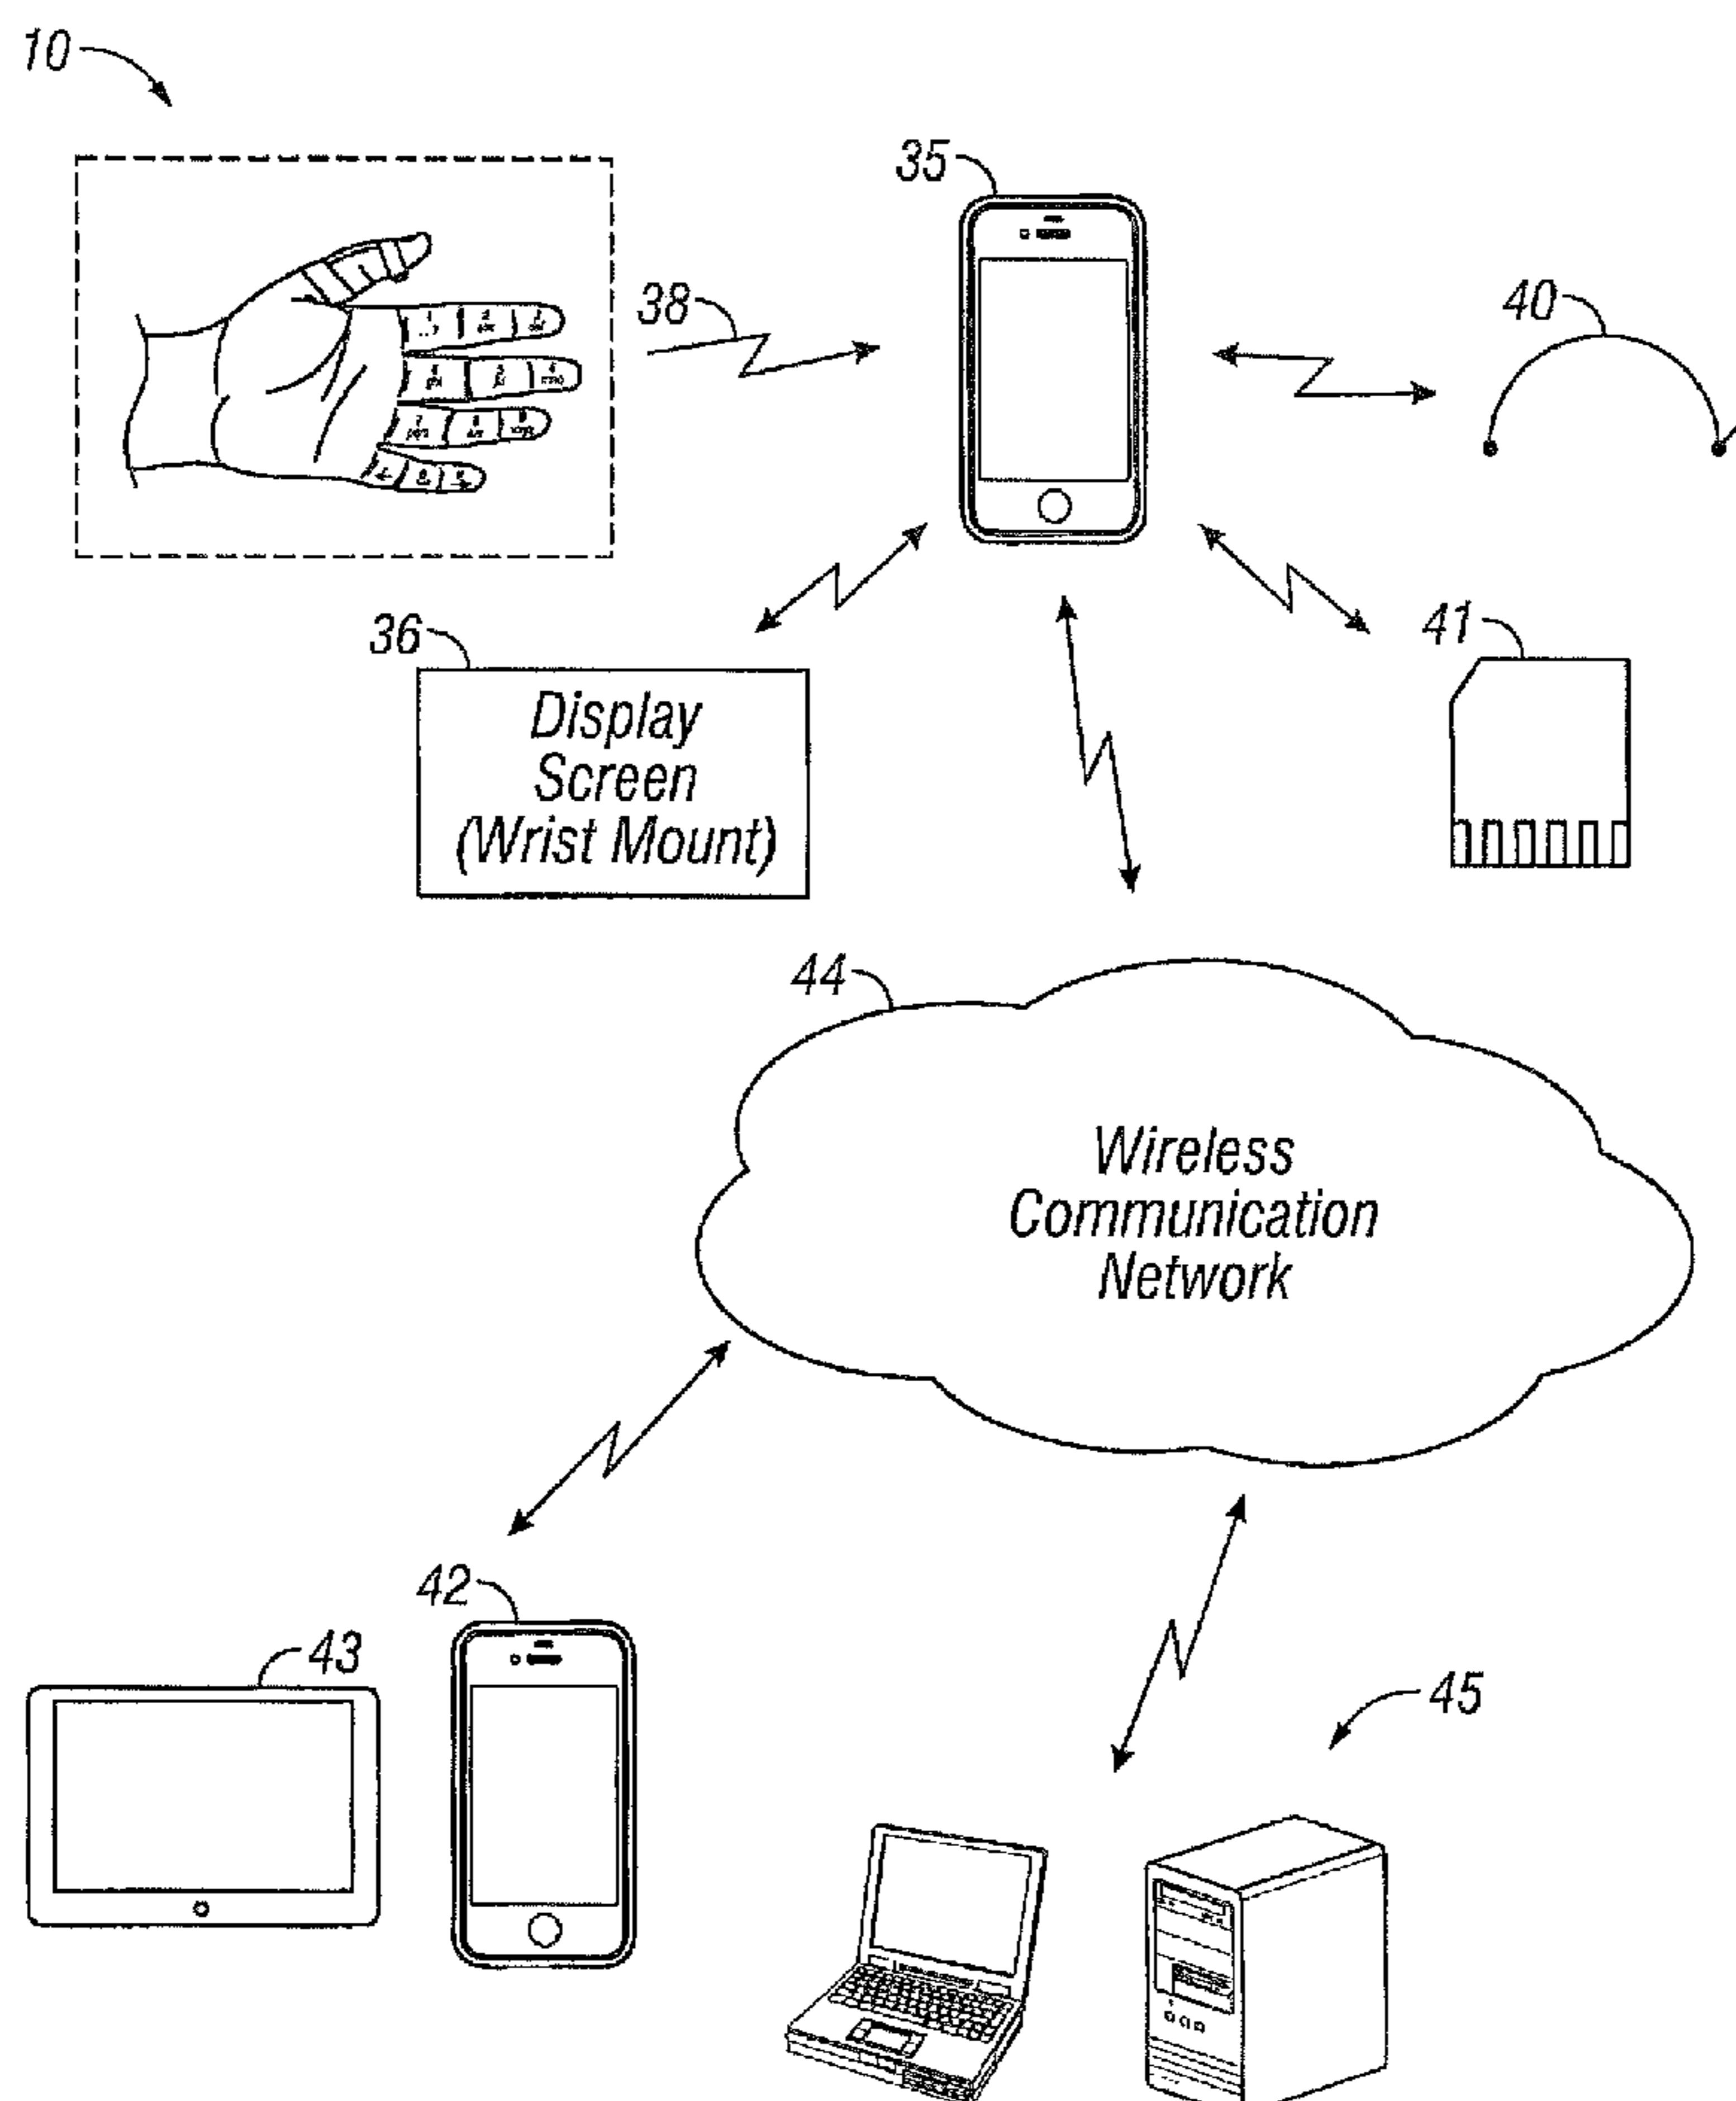 10
35
38
40
36
Display
Screen
(Wrist Mount)
41
44
Wireless
Communication
Network
42
43
45